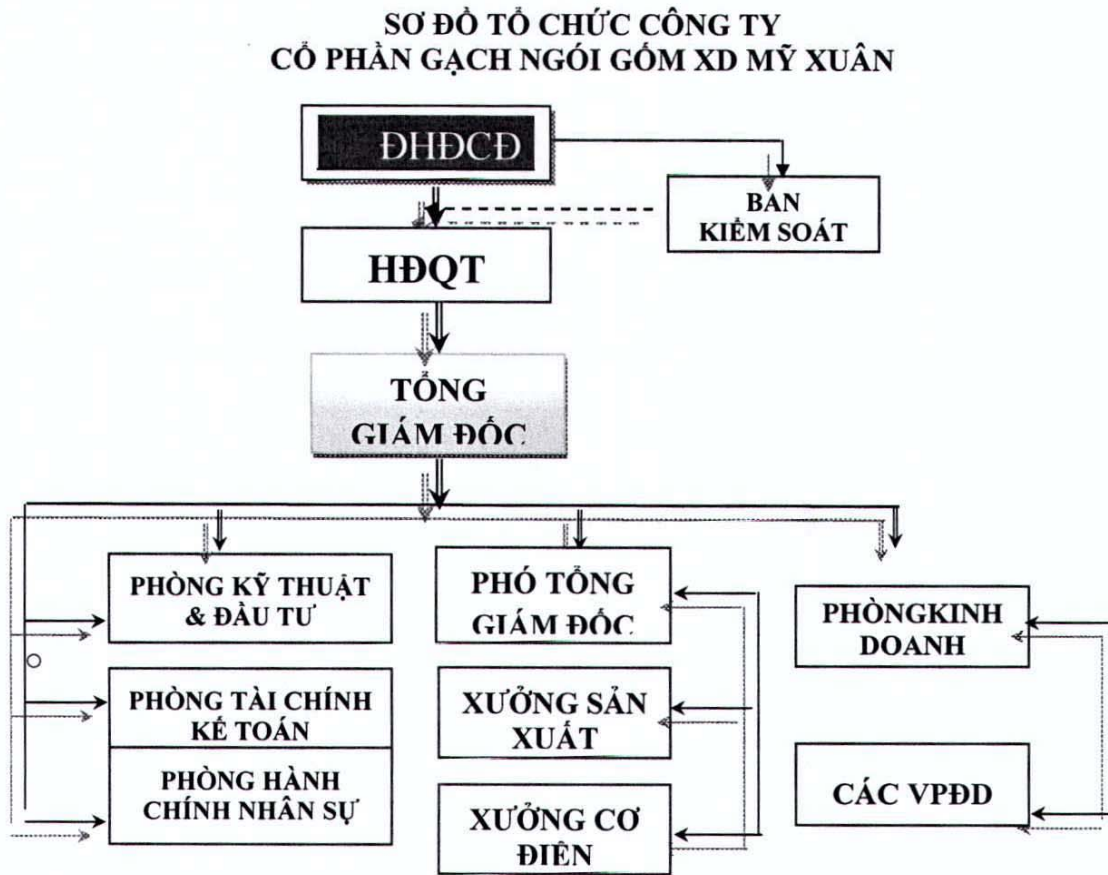 SƠ ĐỒ TỔ CHỨC CÔNG TY
CỔ PHẦN GẠCH NGÓI GỐM XD MỸ XUÂN
ĐHĐCĐ
BAN
KIỂM SOÁT
HĐQT
TỔNG
GIÁM ĐỐC
PHÒNG KỸ THUẬT
& ĐẦU TƯ
PHÓ TỔNG
GIÁM ĐỐC
PHÒNGKINH
DOANH
PHÒNG TÀI CHÍNH
KẾ TOÁN
XƯỞNG SẢN
XUẤT
PHÒNG HÀNH
CHÍNH NHÂN SỰ
CÁC VPĐD
XƯỞNG CƠ
ĐIÊN